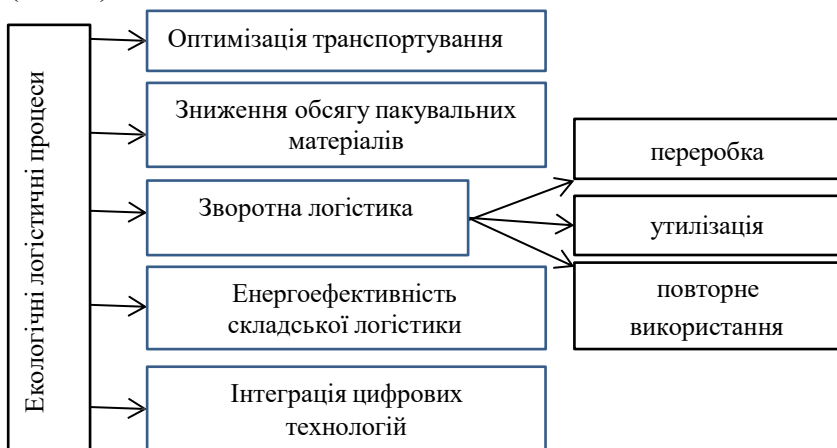 Екологічні логістичні процеси
Оптимізація транспортування
Зниження обсягу пакувальних
матеріалів
Зворотна логістика
переробка
утилізація
повторне
використання
Енергоефективність
складської логістики
Інтеграція цифрових
технологій